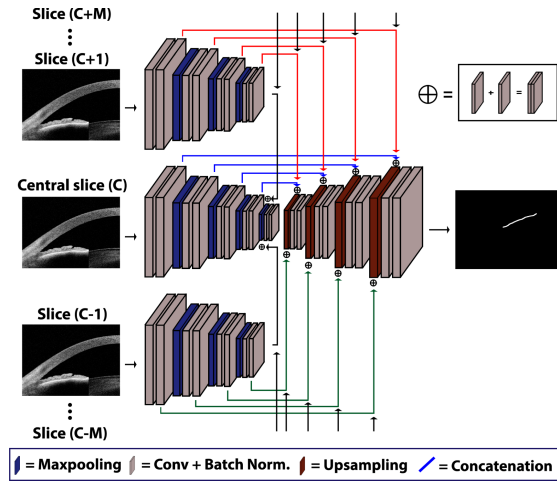 Slice (C+M)
Slice (C+1)
Central slice (C)
Slice (C-1)
Slice (C-M)
+ =
=
= Maxpooling = Conv + Batch Norm. = Upsampling = Concatenation